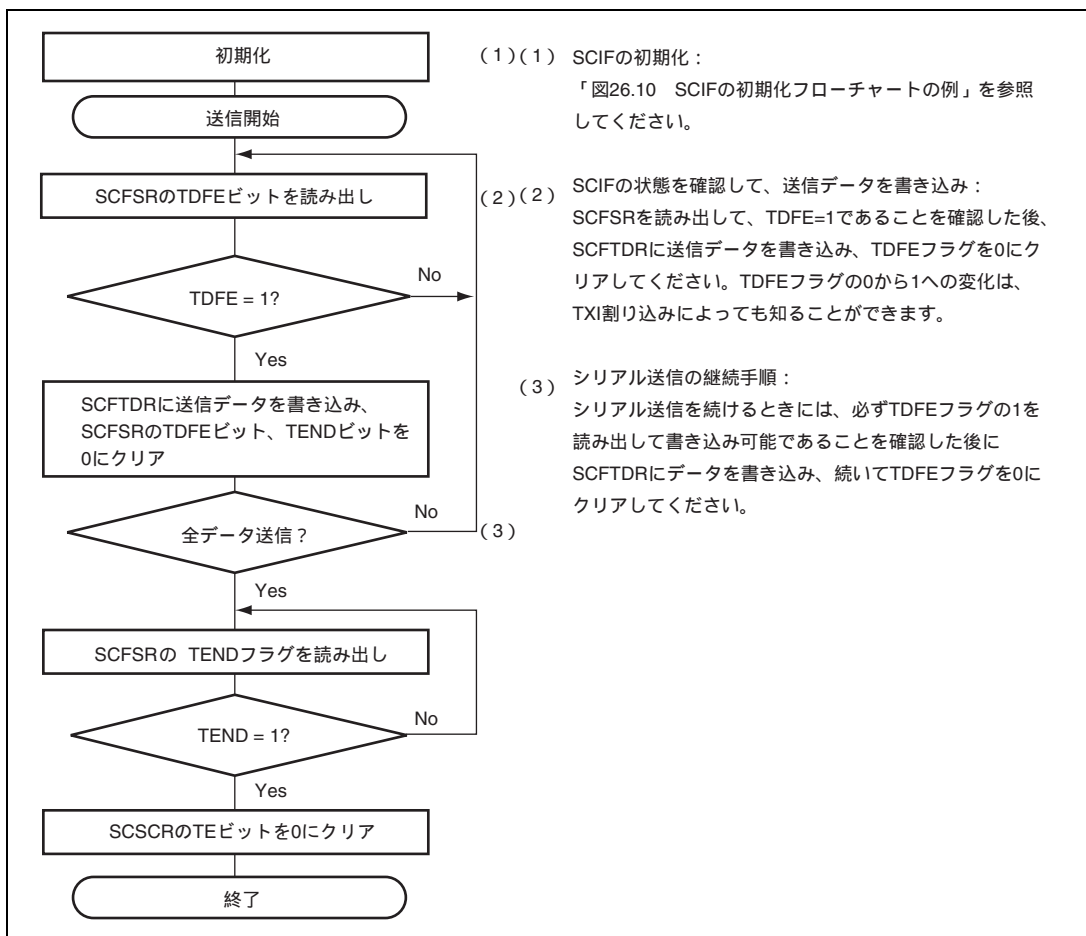 初期化
(1)(1) SCIFの初期化：
「図26.10 SCIFの初期化フローチャートの例」を参照
してください。
送信開始
SCFSRのTDFEビットを読み出し
(2)(2) SCIFの状態を確認して、送信データを書き込み：
SCFSRを読み出して、TDFE=1であることを確認した後、
SCFTDRに送信データを書き込み、TDFEフラグを0にク
リアしてください。TDFEフラグの0から1への変化は、
TXI割り込みによっても知ることができます。
TDFE = 1?
No
Yes
SCFTDRに送信データを書き込み、
SCFSRのTDFEビット、TENDビットを
0にクリア
(3) シリアル送信の継続手順：
シリアル送信を続けるときには、必ずTDFEフラグの1を
読み出して書き込み可能であることを確認した後に
SCFTDRにデータを書き込み、続いてTDFEフラグを0に
クリアしてください。
全データ送信？
No
(3)
Yes
SCFSRの TENDフラグを読み出し
TEND = 1?
No
Yes
SCSCRのTEビットを0にクリア
終了